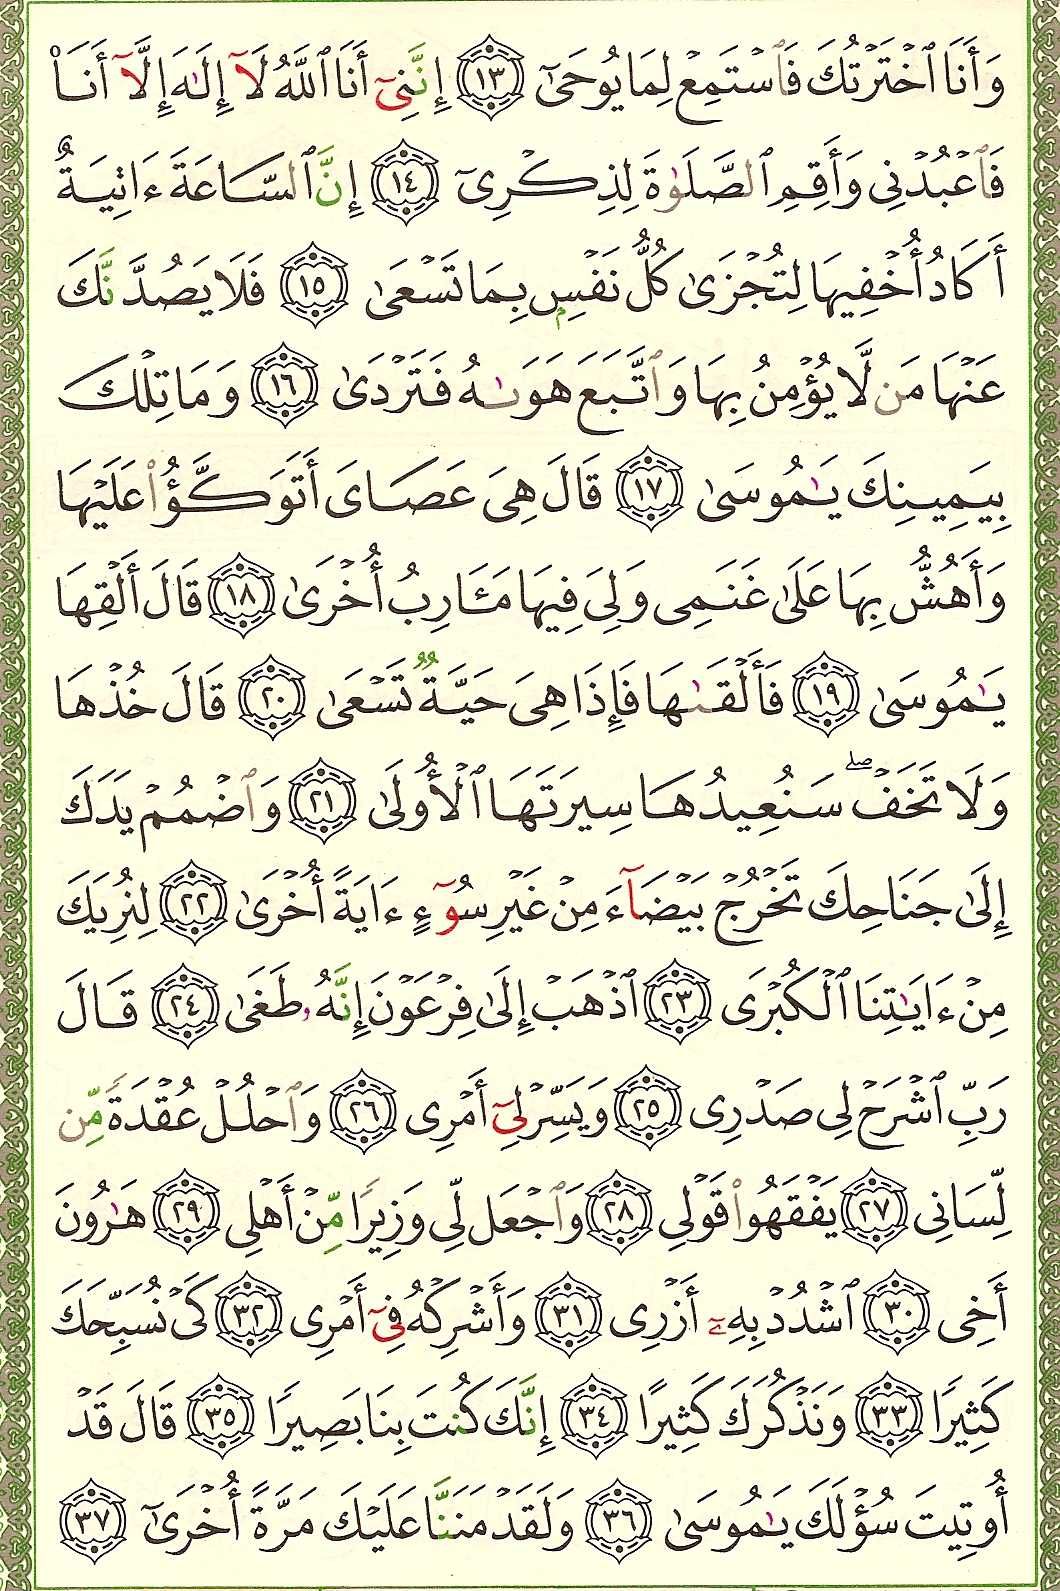 وَأَنَا ٱخْتَرْتُكَ فَٱسْتَمِعْ لِمَا يُوحَىٰٓ ١٣ إِنَّنِىٓ أَنَا ٱللَّهُ لَآ إِلَـٰهَ إِلَّآ أَنَا۠
فَٱعْبُدْنِى وَأَقِمِ ٱلصَّلَوٰةَ لِذِكْرِىٓ ١٤ إِنَّ ٱلسَّاعَةَ ءَاتِيَةٌ
أَكَادُ أُخْفِيهَا لِتُجْزَىٰ كُلُّ نَفْسٍۭ بِمَا تَسْعَىٰ ١٥ فَلَا يَصُدَّنَّكَ
عَنْهَا مَن لَّا يُؤْمِنُ بِهَا وَٱتَّبَعَ هَوَىٰهُ فَتَرْدَىٰ ١٦ وَمَا تِلْكَ
بِيَمِينِكَ يَـٰمُوسَىٰ ١٧ قَالَ هِىَ عَصَاىَ أَتَوَكَّؤُا۟ عَلَيْهَا
وَأَهُشُّ بِهَا عَلَىٰ غَنَمِى وَلِىَ فِيهَا مَـَٔارِبُ أُخْرَىٰ ١٨ قَالَ أَلْقِهَا
يَـٰمُوسَىٰ ١٩ فَأَلْقَىٰهَا فَإِذَا هِىَ حَيَّةٌ تَسْعَىٰ ٢٠ قَالَ خُذْهَا
وَلَا تَخَفْ ۖ سَنُعِيدُهَا سِيرَتَهَا ٱلْأُولَىٰ ٢١ وَٱضْمُمْ يَدَكَ
إِلَىٰ جَنَاحِكَ تَخْرُجْ بَيْضَآءَ مِنْ غَيْرِ سُوٓءٍ ءَايَةً أُخْرَىٰ ٢٢ لِنُرِيَكَ
مِنْ ءَايَـٰتِنَا ٱلْكُبْرَى ٢٣ ٱذْهَبْ إِلَىٰ فِرْعَوْنَ إِنَّهُۥ طَغَىٰ ٢٤ قَالَ
رَبِّ ٱشْرَحْ لِى صَدْرِى ٢٥ وَيَسِّرْ لِىٓ أَمْرِى ٢٦ وَٱحْلُلْ عُقْدَةً مِّن
لِّسَانِى ٢٧ يَفْقَهُوا۟ قَوْلِى ٢٨ وَٱجْعَل لِّى وَزِيرًا مِّنْ أَهْلِى ٢٩ هَـٰرُونَ
أَخِى ٣٠ ٱشْدُدْ بِهِۦٓ أَزْرِى ٣١ وَأَشْرِكْهُ فِىٓ أَمْرِى ٣٢ كَىْ نُسَبِّحَكَ
كَثِيرًا ٣٣ وَنَذْكُرَكَ كَثِيرًا ٣٤ إِنَّكَ كُنتَ بِنَا بَصِيرًا ٣٥ قَالَ قَدْ
أُوتِيتَ سُؤْلَكَ يَـٰمُوسَىٰ ٣٦ وَلَقَدْ مَنَنَّا عَلَيْكَ مَرَّةً أُخْرَىٰٓ ٣٧